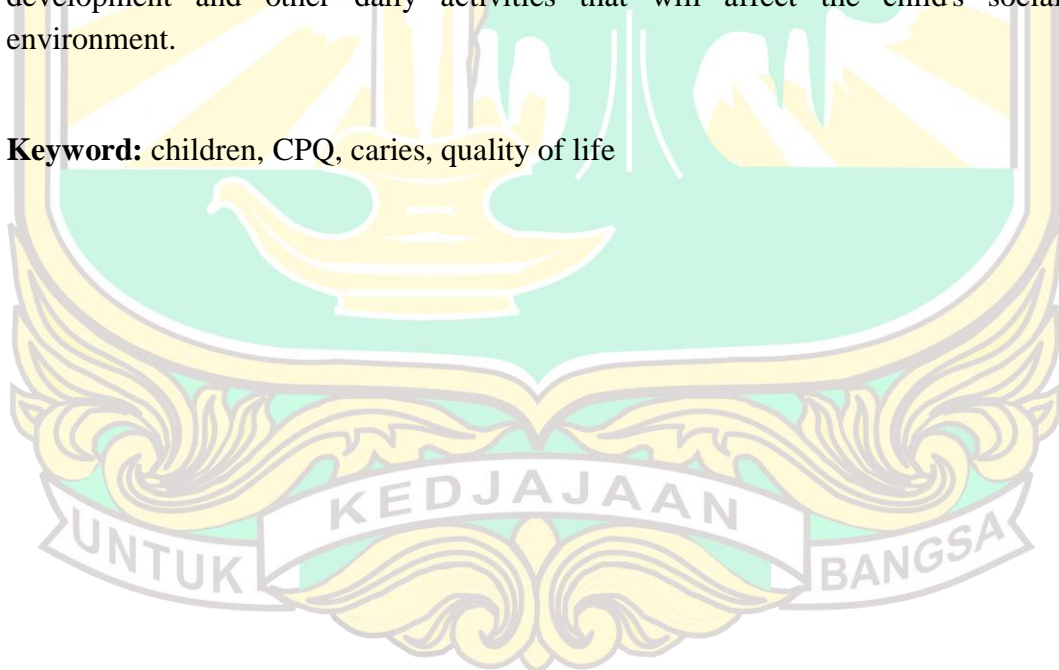 development and other daily activities that will affect the child's social
environment.
Keyword: children, CPQ, caries, quality of life
UNTUK KEDJAJAAN BANGSA